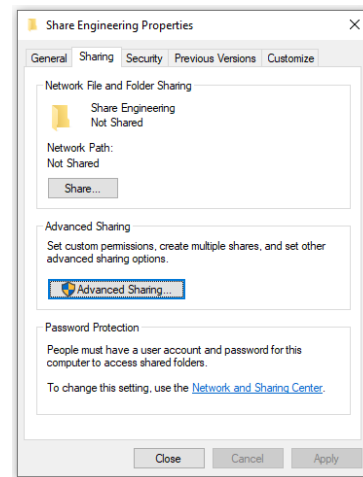 Share Engineering Properties
General Sharing Security Previous Versions Customize
Network File and Folder Sharing
Share Engineering
Not Shared
Network Path:
Not Shared
Share...
Advanced Sharing
Set custom permissions, create multiple shares, and set other
advanced sharing options.
Advanced Sharing...
Password Protection
People must have a user account and password for this
computer to access shared folders.
To change this setting, use the Network and Sharing Center.
Close Cancel Apply